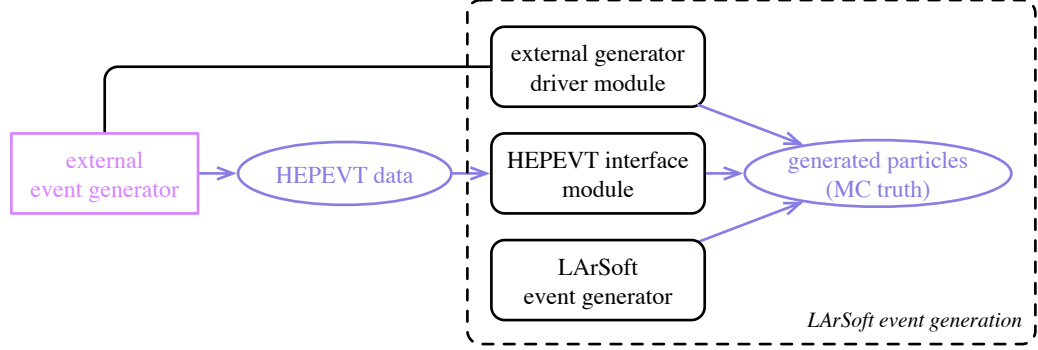 external generator
driver module
external
event generator
HEPEVT data
HEPEVT interface
module
generated particles
(MC truth)
LArSoft
event generator
LArSoft event generation